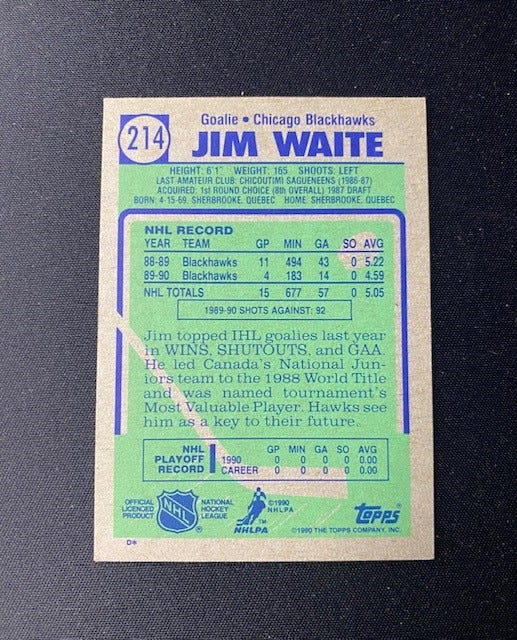 214
Goalie • Chicago Blackhawks
JIM WAITE
HEIGHT: 6'1" WEIGHT: 165 SHOOTS: LEFT
LAST AMATEUR CLUB: CHICOUTIMI SAGUENEENS (1986-87)
ACQUIRED: 1st ROUND CHOICE (8th OVERALL) 1987 DRAFT
BORN: 4-15-69, SHERBROOKE, QUEBEC HOME: SHERBROOKE, QUEBEC
NHL RECORD
YEAR TEAM GP MIN GA SO AVG
88-89 Blackhawks 11 494 43 0 5.22
89-90 Blackhawks 4 183 14 0 4.59
NHL TOTALS 15 677 57 0 5.05
1989-90 SHOTS AGAINST: 92
Jim topped IHL goalies last year
in WINS, SHUTOUTS, and GAA.
He led Canada's National Jun-
iors team to the 1988 World Title
and was named tournament's
Most Valuable Player. Hawks see
him as a key to their future.
NHL PLAYOFF RECORD
GP MIN GA SO AVG
1990 0 0 0 0 0.00
CAREER 0 0 0 0 0.00
OFFICIAL LICENCED PRODUCT
NHL
®
NATIONAL HOCKEY LEAGUE
©1990 NHLPA
TM
NHLPA
TOPPS®
©1990 THE TOPPS COMPANY, INC.
D*